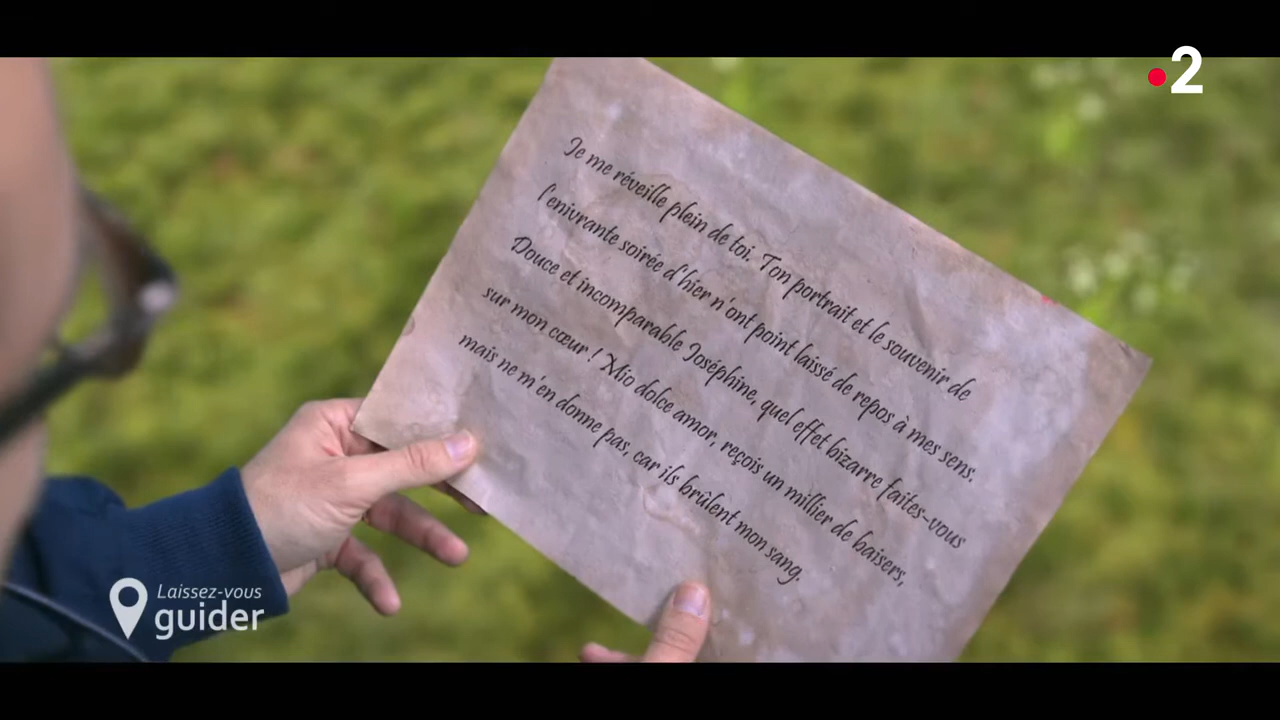 2
Je me réveille plein de toi. Ton portrait et le souvenir de
l'enivrante soirée d'hier n'ont point laissé de repos à mes sens.
Douce et incomparable Joséphine, quel effet bizarre faites-vous
sur mon cœur ! Mio dolce amor, reçois un millier de baisers,
mais ne m'en donne pas, car ils brûlent mon sang.
Laissez-vous
guider